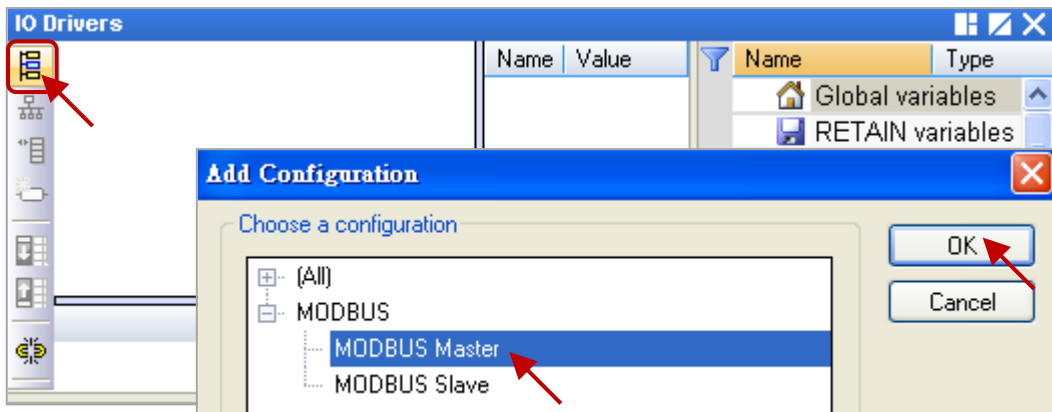 IO Drivers
Name Value
Name Type
Global variables
RETAIN variables
Add Configuration
Choose a configuration
OK
(All)
Cancel
MODBUS
MODBUS Master
MODBUS Slave